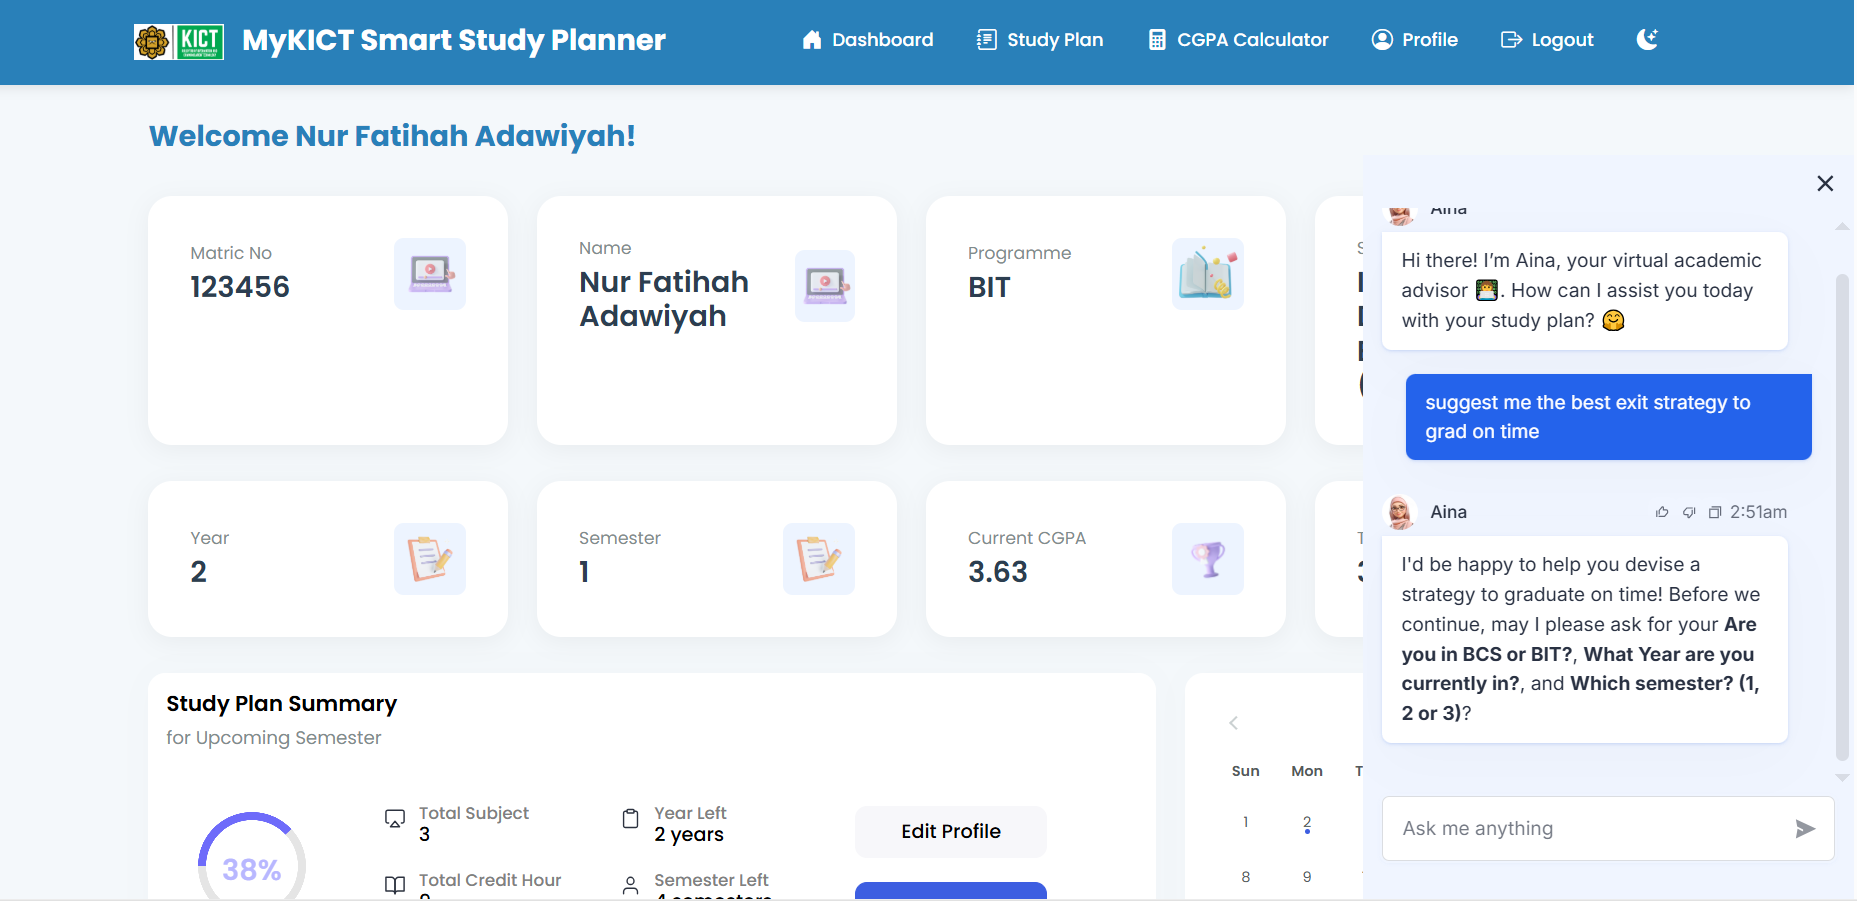 KICT
MyKICT Smart Study Planner
Dashboard
Study Plan
CGPA Calculator
Profile
Logout
Welcome Nur Fatihah Adawiyah!
Matric No
123456
Name
Nur Fatihah
Adawiyah
Programme
BIT
Year
2
Semester
1
Current CGPA
3.63
Study Plan Summary
for Upcoming Semester
38%
Total Subject
3
Total Credit Hour
Year Left
2 years
Semester Left
4 semesters
Edit Profile
Sun Mon
1 2
8 9
Aina
Hi there! I'm Aina, your virtual academic
advisor 👨‍💻. How can I assist you today
with your study plan? 🤗
suggest me the best exit strategy to
grad on time
Aina
2:51am
I'd be happy to help you devise a
strategy to graduate on time! Before we
continue, may I please ask for your Are
you in BCS or BIT?, What Year are you
currently in?, and Which semester? (1,
2 or 3)?
Ask me anything